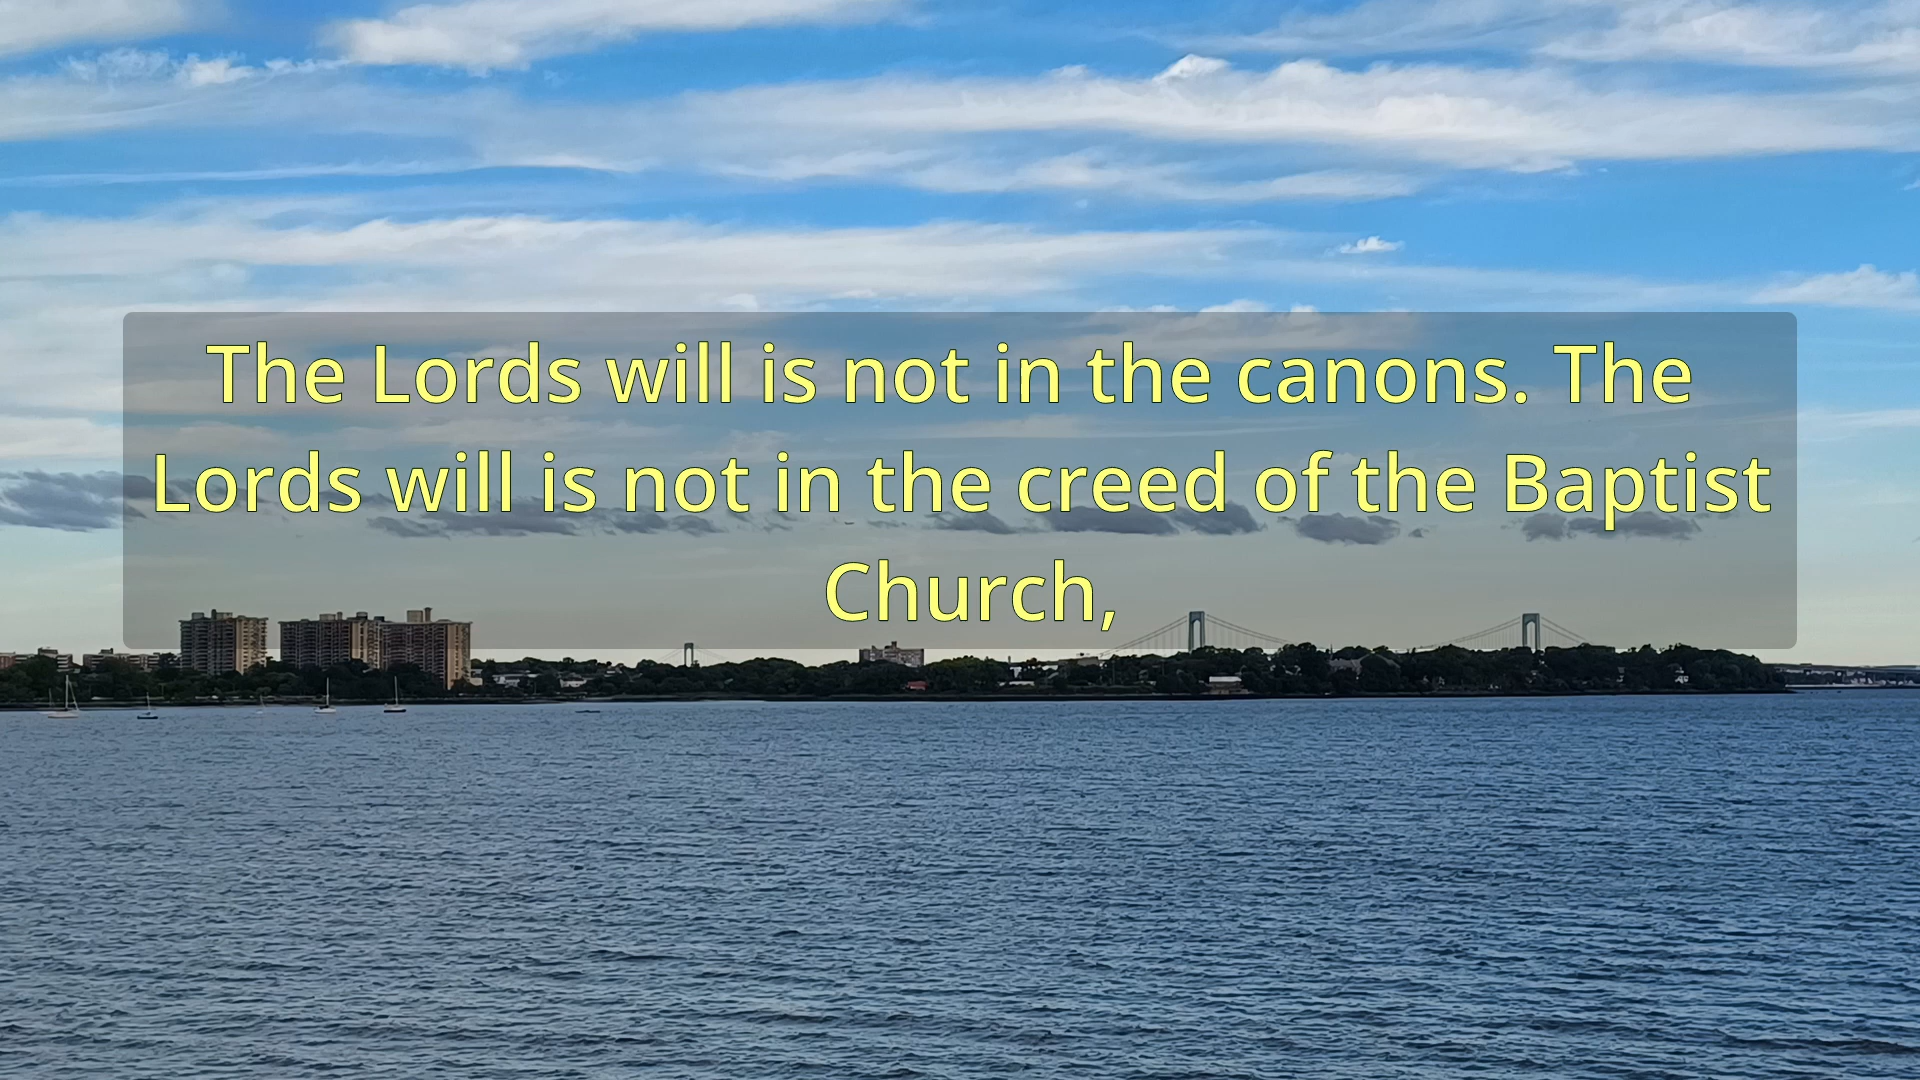 The Lords will is not in the canons. The
Lords will is not in the creed of the Baptist
Church,